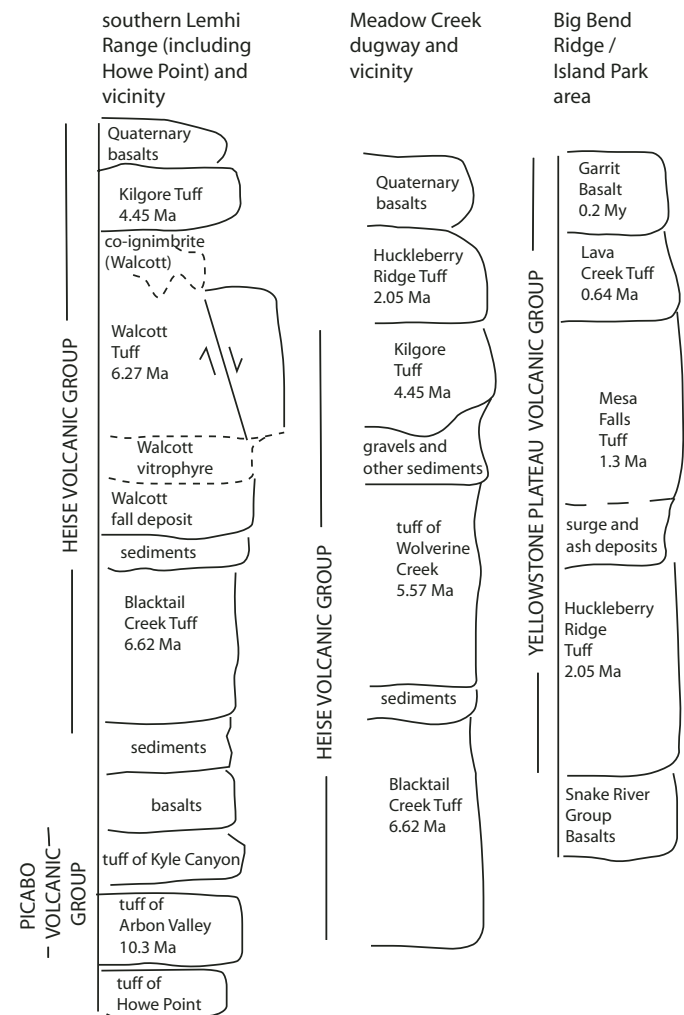 southern Lemhi
Range (including
Howe Point) and
vicinity
Quaternary
basalts
Kilgore Tuff
4.45 Ma
co-ignimbrite
(Walcott)
Walcott
Tuff
6.27 Ma
Walcott
vitrophyre
Walcott
fall deposit
sediments
Blacktail
Creek Tuff
6.62 Ma
sediments
basalts
tuff of Kyle Canyon
tuff of
Arbon Valley
10.3 Ma
tuff of
Howe Point
HEISE VOLCANIC GROUP
PICABO
VOLCANIC
GROUP
Meadow Creek
dugway and
vicinity
Quaternary
basalts
Huckleberry
Ridge Tuff
2.05 Ma
Kilgore
Tuff
4.45 Ma
gravels and
other sediments
tuff of
Wolverine
Creek
5.57 Ma
sediments
Blacktail
Creek Tuff
6.62 Ma
HEISE VOLCANIC GROUP
Big Bend
Ridge /
Island Park
area
Garrit
Basalt
0.2 My
Lava
Creek Tuff
0.64 Ma
Mesa
Falls
Tuff
1.3 Ma
surge and
ash deposits
Huckleberry
Ridge
Tuff
2.05 Ma
Snake River
Group
Basalts
YELLOWSTONE PLATEAU VOLCANIC GROUP